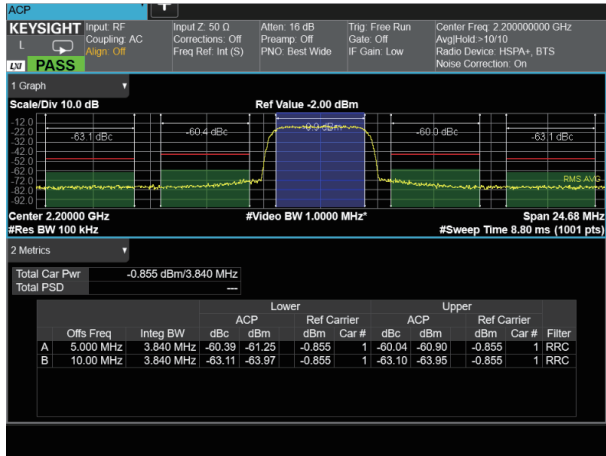 ACP
KEYSIGHT Input: RF Input Z: 50 Ω Atten: 16 dB Trig: Free Run Center Freq: 2.200000000 GHz
L Coupling: AC Corrections: Off Preamp: Off Gate: Off Avg|Hold:>10/10
Align: Off Freq Ref: Int (S) PNO: Best Wide IF Gain: Low Radio Device: HSPA+, BTS
LXI PASS Noise Correction: On
1 Graph
Scale/Div 10.0 dB Ref Value -2.00 dBm
-12.0
-22.0
-32.0
-42.0
-52.0
-62.0
-72.0
-82.0
-92.0
-63.1 dBc -60.4 dBc -60.0 dBc -63.1 dBc
RMS AVG
Center 2.20000 GHz #Video BW 1.0000 MHz* Span 24.68 MHz
#Res BW 100 kHz #Sweep Time 8.80 ms (1001 pts)
2 Metrics
Total Car Pwr -0.855 dBm/3.840 MHz
Total PSD ---
Lower Upper
ACP Ref Carrier ACP Ref Carrier
Offs Freq Integ BW dBc dBm dBm Car # dBc dBm dBm Car # Filter
A 5.000 MHz 3.840 MHz -60.39 -61.25 -0.855 1 -60.04 -60.90 -0.855 1 RRC
B 10.00 MHz 3.840 MHz -63.11 -63.97 -0.855 1 -63.10 -63.95 -0.855 1 RRC